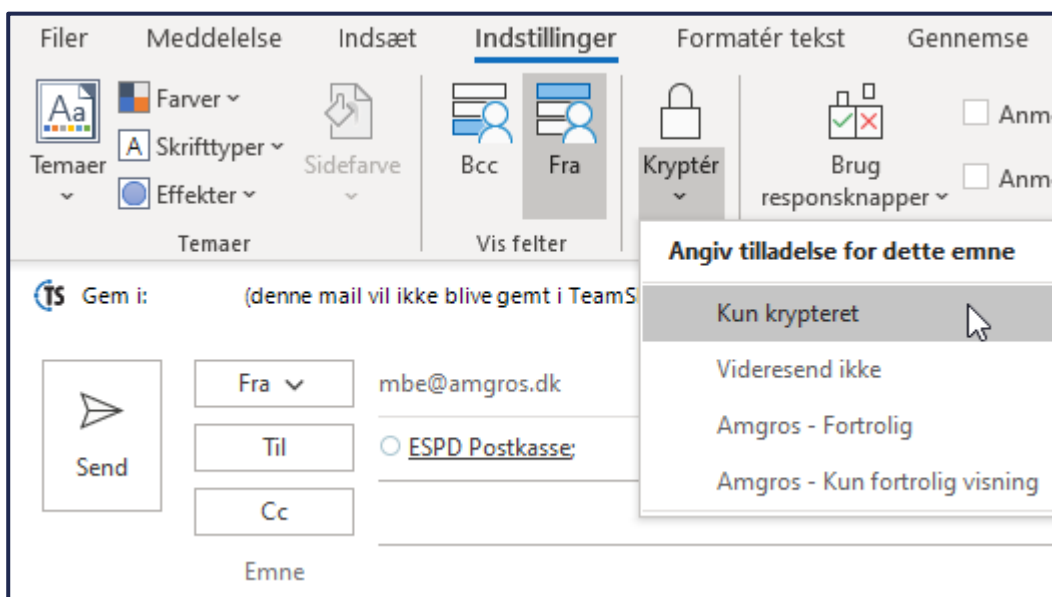 Filer Meddelelse Indsæt Indstillinger Formatér tekst Gennemse
Aa
Temaer
Farver
A Skrifttyper
Effekter
Sidefarve
Bcc
Fra
Kryptér
Brug
responsknapper
Temaer
Vis felter
Angiv tilladelse for dette emne
Kun krypteret
Videresend ikke
Amgros - Fortrolig
Amgros - Kun fortrolig visning
TS Gem i: (denne mail vil ikke blive gemt i
Send
Fra mbe@amgros.dk
Til ESPD Postkasse;
Cc
Emne